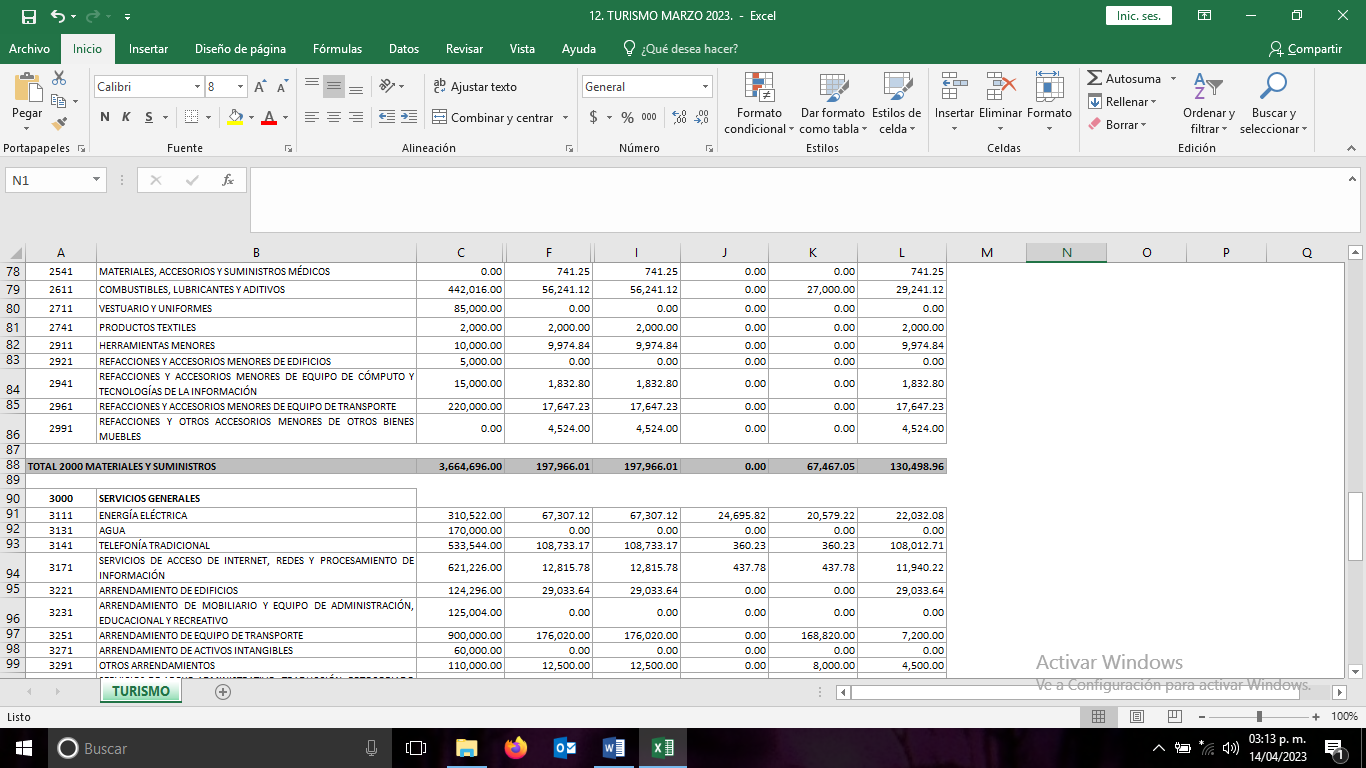 12. TURISMO MARZO 2023. - Excel
Inic. ses.
Archivo Inicio Insertar Diseño de página Fórmulas Datos Revisar Vista Ayuda ¿Qué desea hacer? Compartir
Pegar
Calibri 8
Ajustar texto
General
Formato condicional
Dar formato como tabla
Estilos de celda
Insertar Eliminar Formato
Autosuma
Rellenar
Borrar
Ordenar y filtrar
Buscar y seleccionar
N K S
Combinar y centrar
$ % 000
Portapapeles Fuente Alineación Número Estilos Celdas Edición
N1 fx
A B C F I J K L M N O P Q
78 2541 MATERIALES, ACCESORIOS Y SUMINISTROS MÉDICOS 0.00 741.25 741.25 0.00 0.00 741.25
79 2611 COMBUSTIBLES, LUBRICANTES Y ADITIVOS 442,016.00 56,241.12 56,241.12 0.00 27,000.00 29,241.12
80 2711 VESTUARIO Y UNIFORMES 85,000.00 0.00 0.00 0.00 0.00 0.00
81 2741 PRODUCTOS TEXTILES 2,000.00 2,000.00 2,000.00 0.00 0.00 2,000.00
82 2911 HERRAMIENTAS MENORES 10,000.00 9,974.84 9,974.84 0.00 0.00 9,974.84
83 2921 REFACCIONES Y ACCESORIOS MENORES DE EDIFICIOS 5,000.00 0.00 0.00 0.00 0.00 0.00
84 2941 REFACCIONES Y ACCESORIOS MENORES DE EQUIPO DE CÓMPUTO Y
TECNOLOGÍAS DE LA INFORMACIÓN 15,000.00 1,832.80 1,832.80 0.00 0.00 1,832.80
85 2961 REFACCIONES Y ACCESORIOS MENORES DE EQUIPO DE TRANSPORTE 220,000.00 17,647.23 17,647.23 0.00 0.00 17,647.23
86 2991 REFACCIONES Y OTROS ACCESORIOS MENORES DE OTROS BIENES
MUEBLES 0.00 4,524.00 4,524.00 0.00 0.00 4,524.00
87
88 TOTAL 2000 MATERIALES Y SUMINISTROS 3,664,696.00 197,966.01 197,966.01 0.00 67,467.05 130,498.96
89
90 3000 SERVICIOS GENERALES
91 3111 ENERGÍA ELÉCTRICA 310,522.00 67,307.12 67,307.12 24,695.82 20,579.22 22,032.08
92 3131 AGUA 170,000.00 0.00 0.00 0.00 0.00 0.00
93 3141 TELEFONÍA TRADICIONAL 533,544.00 108,733.17 108,733.17 360.23 360.23 108,012.71
94 3171 SERVICIOS DE ACCESO DE INTERNET, REDES Y PROCESAMIENTO DE
INFORMACIÓN 621,226.00 12,815.78 12,815.78 437.78 437.78 11,940.22
95 3221 ARRENDAMIENTO DE EDIFICIOS 124,296.00 29,033.64 29,033.64 0.00 0.00 29,033.64
96 3231 ARRENDAMIENTO DE MOBILIARIO Y EQUIPO DE ADMINISTRACIÓN,
EDUCACIONAL Y RECREATIVO 125,004.00 0.00 0.00 0.00 0.00 0.00
97 3251 ARRENDAMIENTO DE EQUIPO DE TRANSPORTE 900,000.00 176,020.00 176,020.00 0.00 168,820.00 7,200.00
98 3271 ARRENDAMIENTO DE ACTIVOS INTANGIBLES 60,000.00 0.00 0.00 0.00 0.00 0.00
99 3291 OTROS ARRENDAMIENTOS 110,000.00 12,500.00 12,500.00 0.00 8,000.00 4,500.00
Activar Windows
Ve a Configuración para activar Windows.
TURISMO
Listo 100%
Buscar
03:13 p. m.
14/04/2023
1